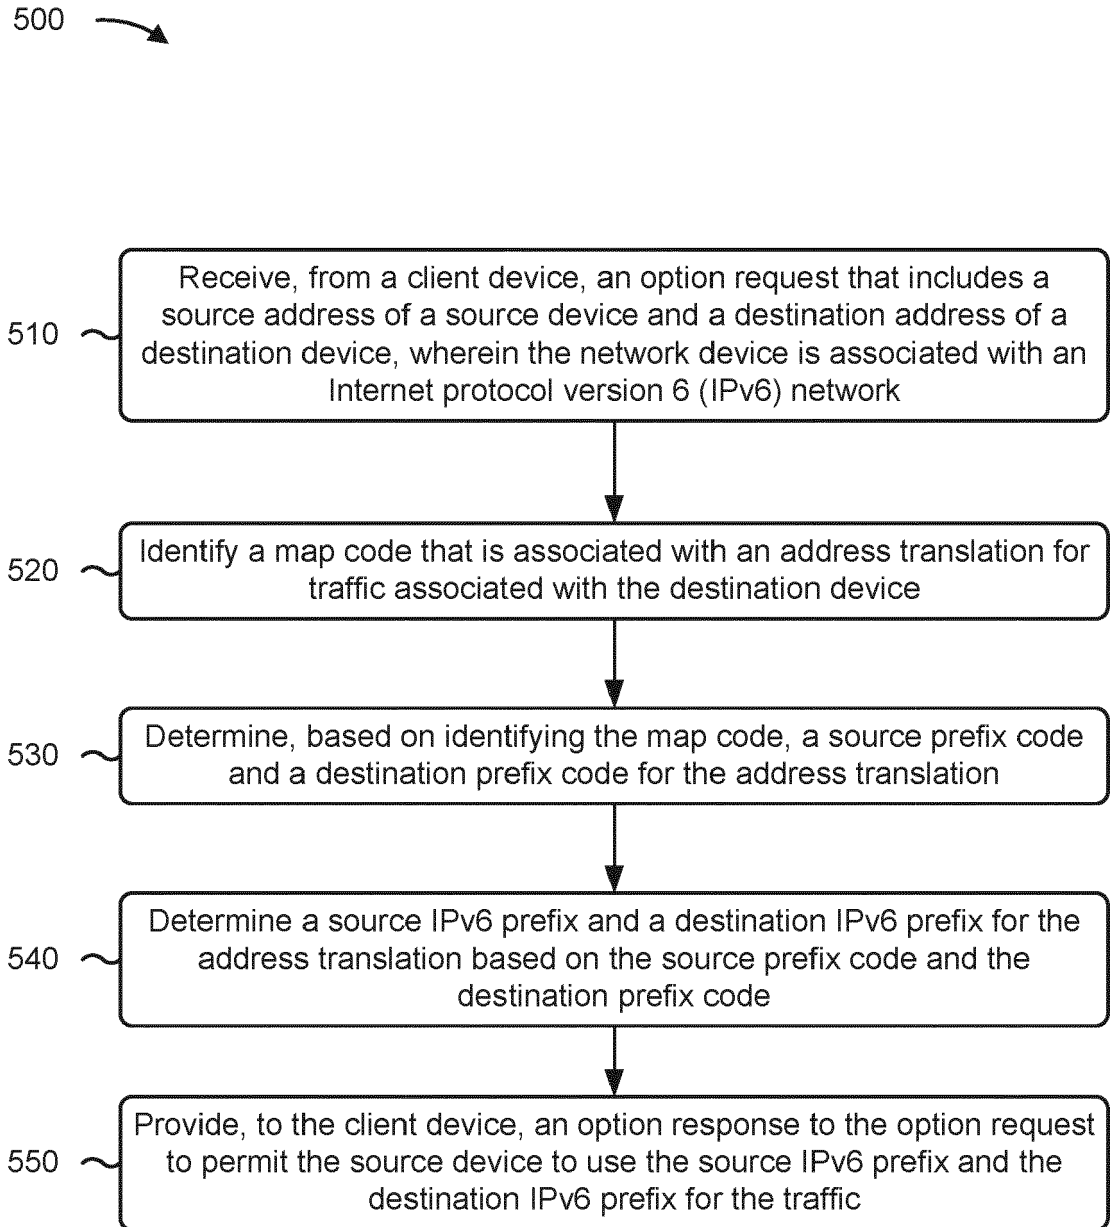 500
510
Receive, from a client device, an option request that includes a
source address of a source device and a destination address of a
destination device, wherein the network device is associated with an
Internet protocol version 6 (IPv6) network
520
Identify a map code that is associated with an address translation for
traffic associated with the destination device
530
Determine, based on identifying the map code, a source prefix code
and a destination prefix code for the address translation
540
Determine a source IPv6 prefix and a destination IPv6 prefix for the
address translation based on the source prefix code and the
destination prefix code
550
Provide, to the client device, an option response to the option request
to permit the source device to use the source IPv6 prefix and the
destination IPv6 prefix for the traffic